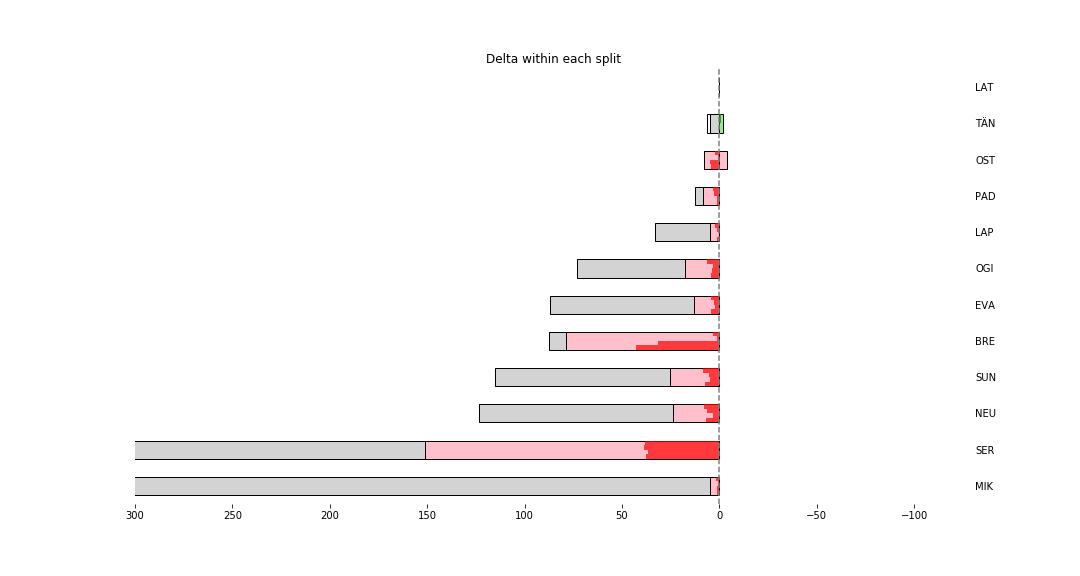 Delta within each split
LAT
TÄN
OST
PAD
LAP
OGI
EVA
BRE
SUN
NEU
SER
MIK
300 250 200 150 100 50 0 −50 −100